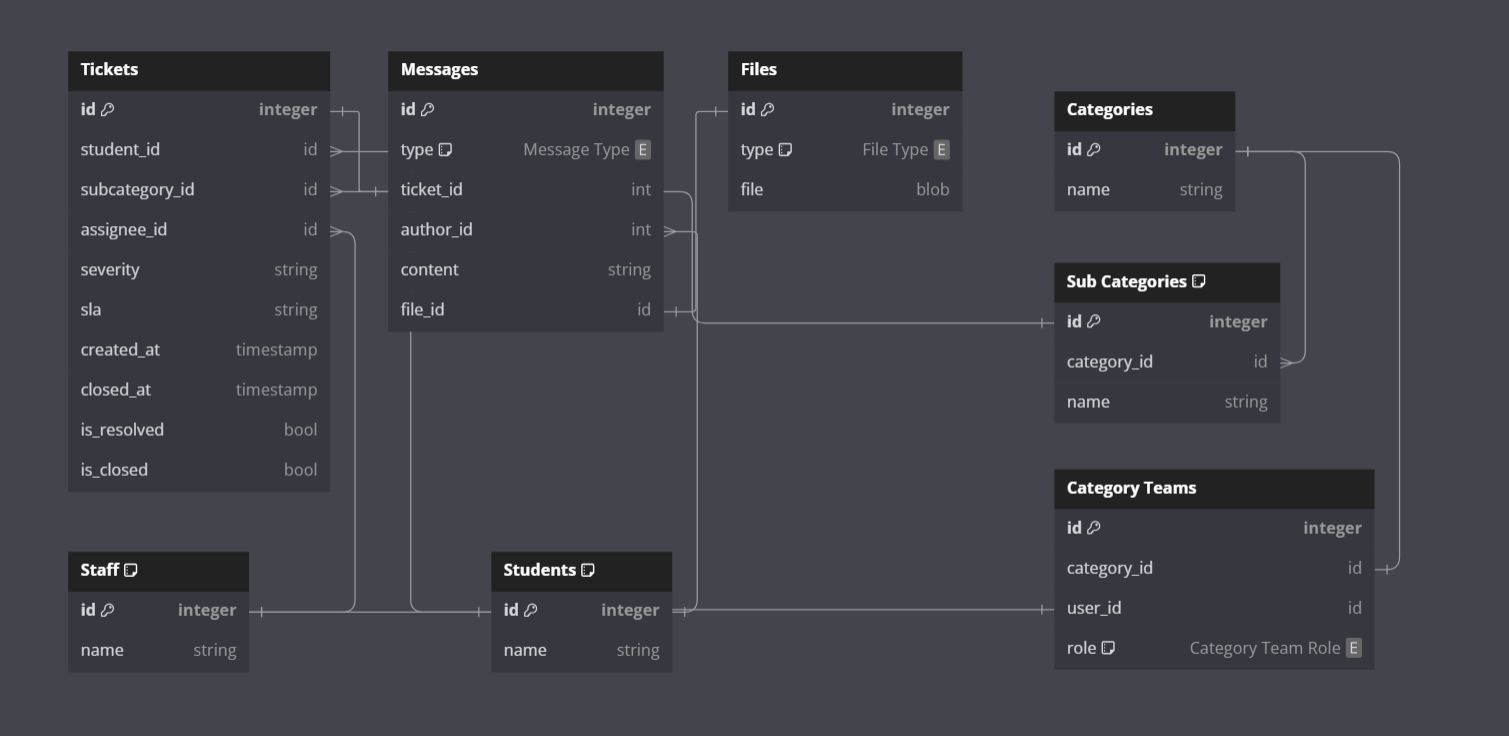 Tickets
id integer
student_id id
subcategory_id id
assignee_id id
severity string
sla string
created_at timestamp
closed_at timestamp
is_resolved bool
is_closed bool
Messages
id integer
type Message Type E
ticket_id int
author_id int
content string
file_id id
Files
id integer
type File Type E
file blob
Categories
id integer
name string
Sub Categories
id integer
category_id id
name string
Category Teams
id integer
category_id id
user_id id
role Category Team Role E
Staff
id integer
name string
Students
id integer
name string